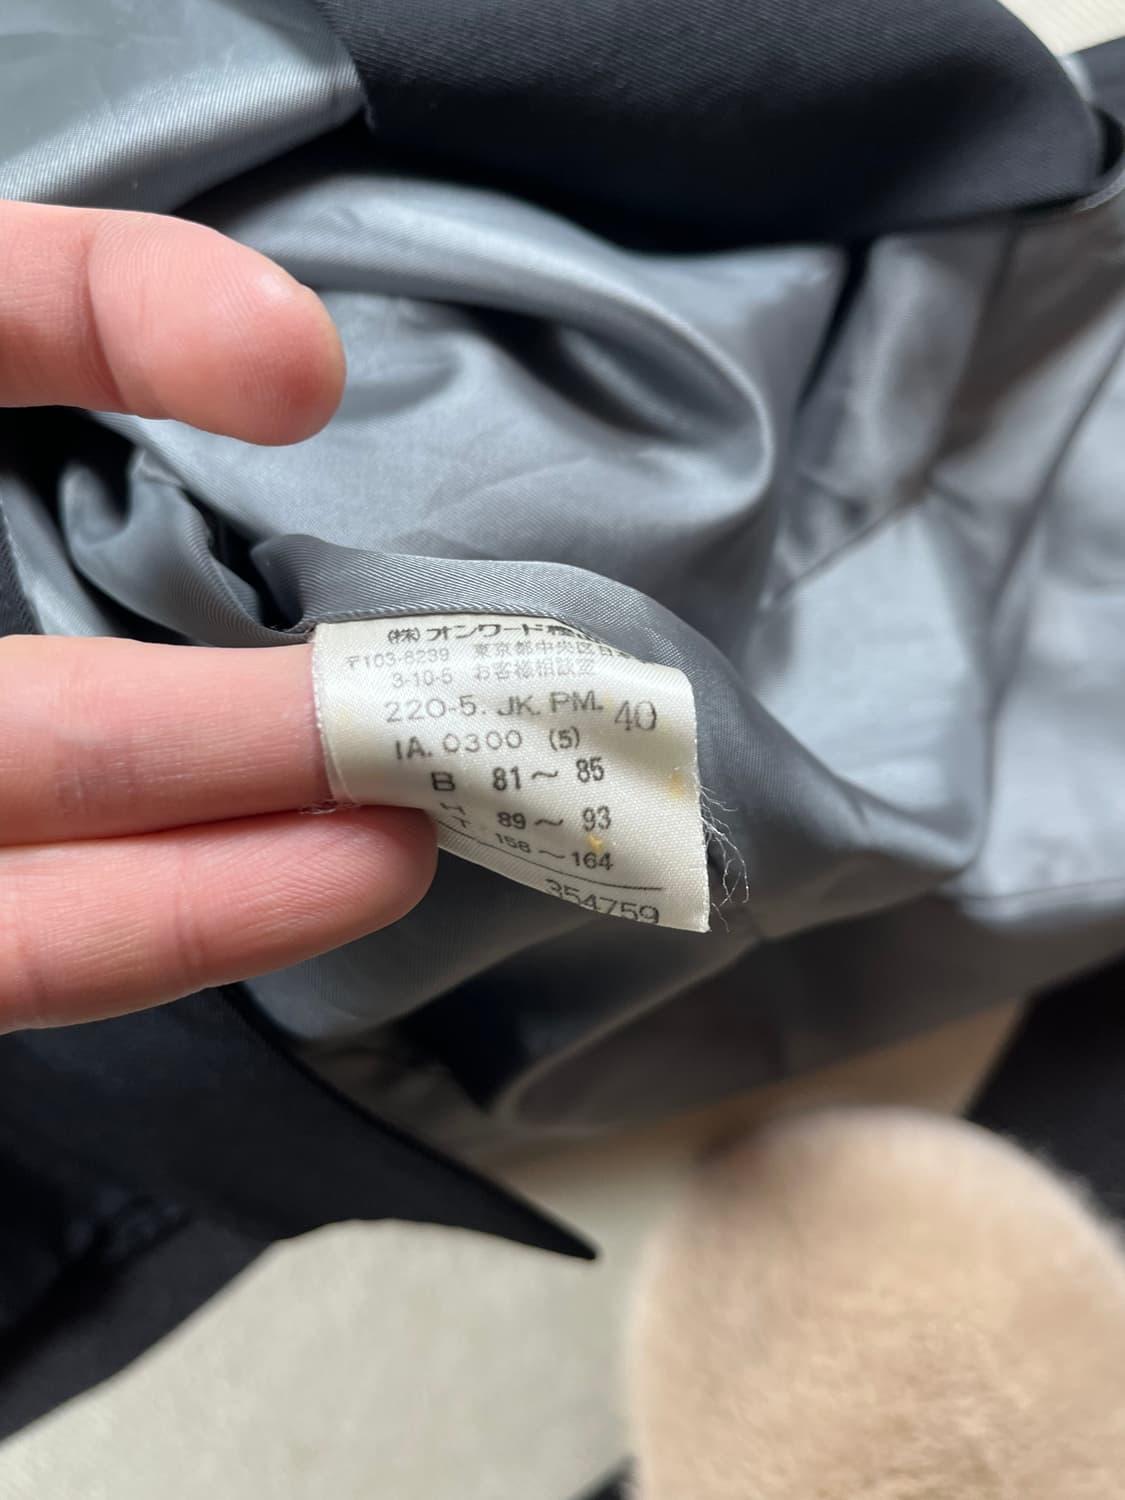 (株)オンワード樫山
〒103-8239 東京都中央区日
3-10-5 お客様相談室
220-5. JK. PM. 40
IA. 0300 (5)
B 81～ 85
H 89～ 93
T 158～164
354759